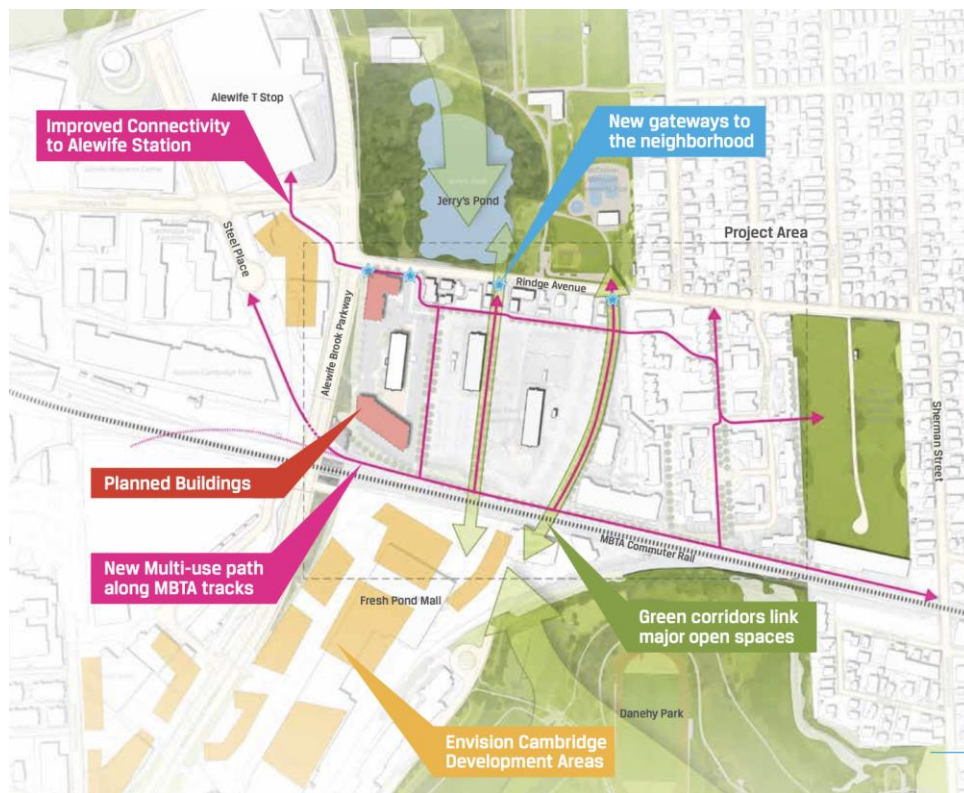 Alewife T Stop
Improved Connectivity
to Alewife Station
New gateways to
the neighborhood
Jerry's Pond
Project Area
Steel Place
Rindge Avenue
Alewife Brook Parkway
Sherman Street
Planned Buildings
MBTA Commuter Rail
New Multi-use path
along MBTA tracks
Fresh Pond Mall
Green corridors link
major open spaces
Danehy Park
Envision Cambridge
Development Areas